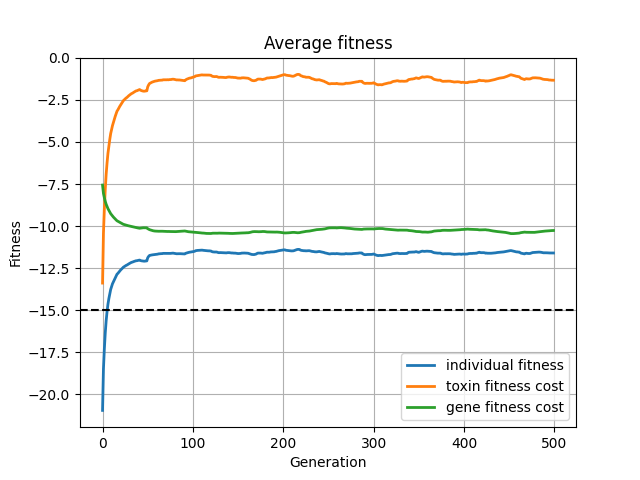 Average fitness
Fitness
0.0
−2.5
−5.0
−7.5
−10.0
−12.5
−15.0
−17.5
−20.0
individual fitness
toxin fitness cost
gene fitness cost
0 100 200 300 400 500
Generation